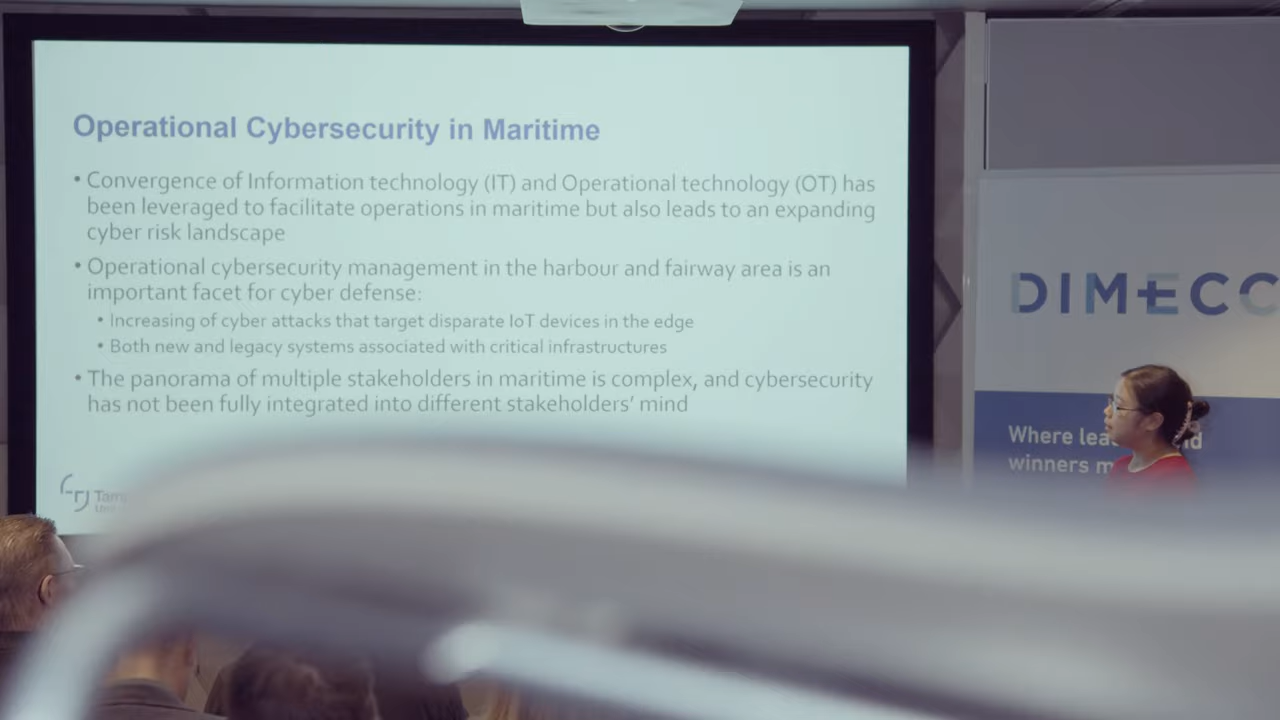 Operational Cybersecurity in Maritime
• Convergence of Information technology (IT) and Operational technology (OT) has
been leveraged to facilitate operations in maritime but also leads to an expanding
cyber risk landscape
• Operational cybersecurity management in the harbour and fairway area is an
important facet for cyber defense:
• Increasing of cyber attacks that target disparate IoT devices in the edge
• Both new and legacy systems associated with critical infrastructures
• The panorama of multiple stakeholders in maritime is complex, and cybersecurity
has not been fully integrated into different stakeholders' mind
DIMECC
Where
winners